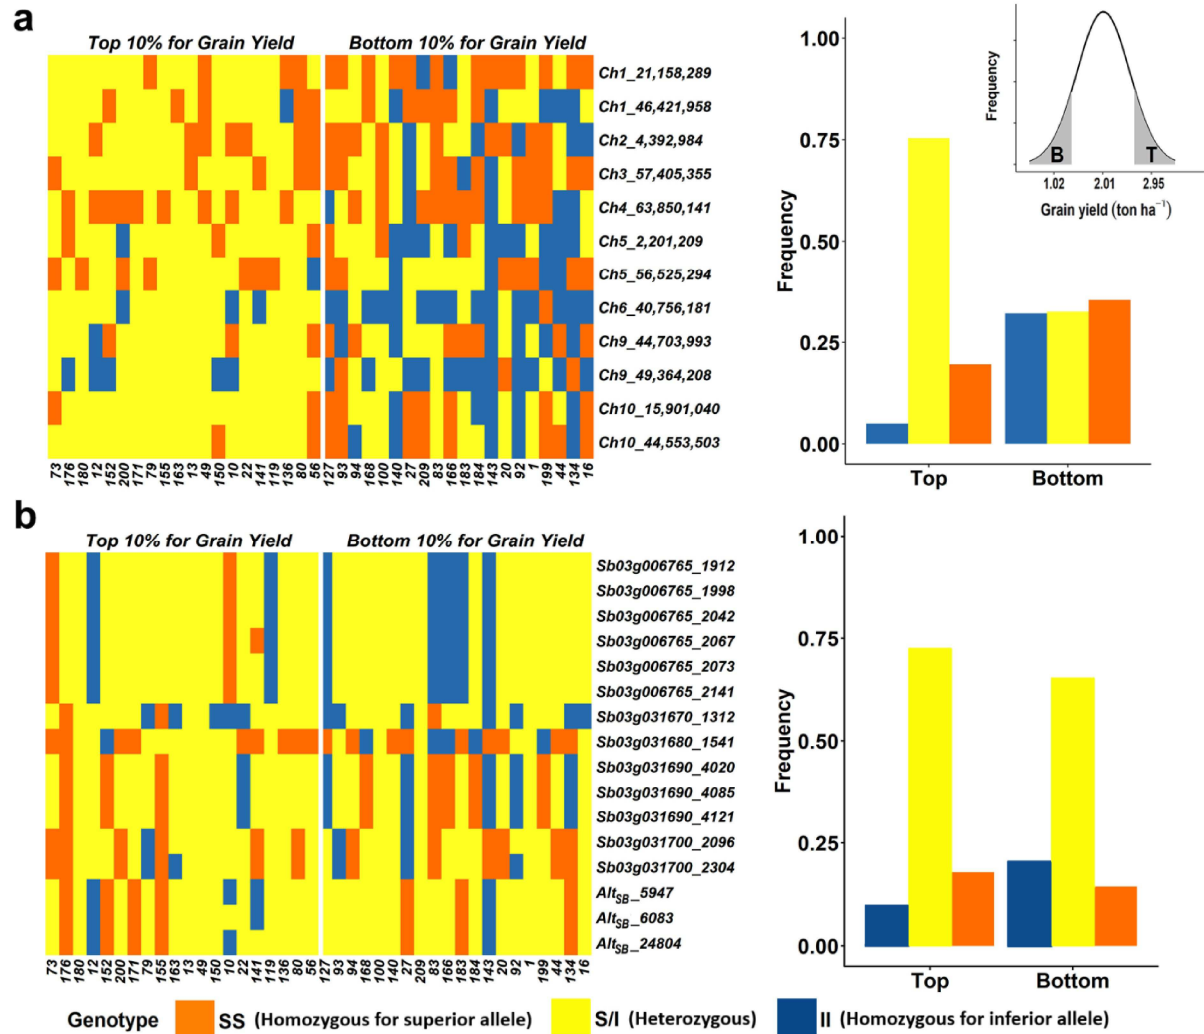 a
Top 10% for Grain Yield
Bottom 10% for Grain Yield
Ch1_21,158,289
Ch1_46,421,958
Ch2_4,392,984
Ch3_57,405,355
Ch4_63,850,141
Ch5_2,201,209
Ch5_56,525,294
Ch6_40,756,181
Ch9_44,703,993
Ch9_49,364,208
Ch10_15,901,040
Ch10_44,553,503
73 176 180 12 152 200 171 79 155 163 13 49 150 10 22 141 119 136 80 56 127 93 94 168 100 140 27 209 83 166 183 184 143 20 92 1 199 44 134 16
Frequency
1.00
0.75
0.50
0.25
0.00
Top
Bottom
Frequency
B
T
1.02
2.01
2.95
Grain yield (ton ha⁻¹)
b
Top 10% for Grain Yield
Bottom 10% for Grain Yield
Sb03g006765_1912
Sb03g006765_1998
Sb03g006765_2042
Sb03g006765_2067
Sb03g006765_2073
Sb03g006765_2141
Sb03g031670_1312
Sb03g031680_1541
Sb03g031690_4020
Sb03g031690_4085
Sb03g031690_4121
Sb03g031700_2096
Sb03g031700_2304
AltSB_5947
AltSB_6083
AltSB_24804
73 176 180 12 152 200 171 79 155 163 13 49 150 10 22 141 119 136 80 56 127 93 94 168 100 140 27 209 83 166 183 184 143 20 92 1 199 44 134 16
Frequency
1.00
0.75
0.50
0.25
0.00
Top
Bottom
Genotype
SS (Homozygous for superior allele)
S/I (Heterozygous)
II (Homozygous for inferior allele)